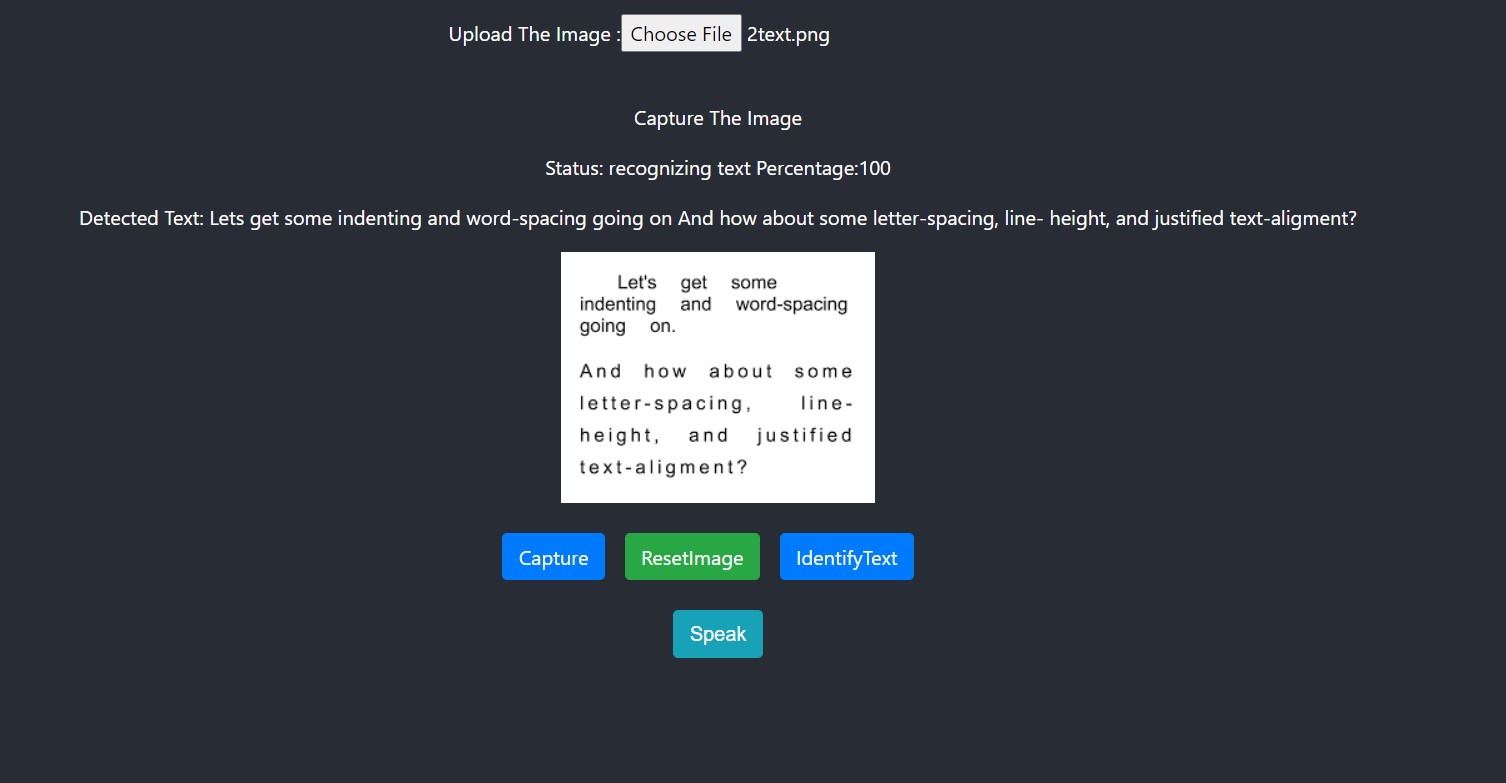 Upload The Image : Choose File 2text.png
Capture The Image
Status: recognizing text Percentage:100
Detected Text: Lets get some indenting and word-spacing going on And how about some letter-spacing, line- height, and justified text-aligment?
Let's get some
indenting and word-spacing
going on.
And how about some
letter-spacing, line-
height, and justified
text-aligment?
Capture ResetImage IdentifyText
Speak